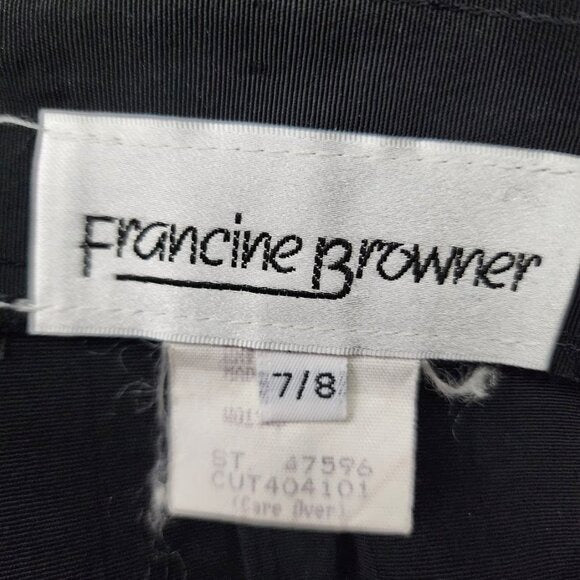 Francine Browner
7/8
ST 47596
CUT404101
(Care Over)